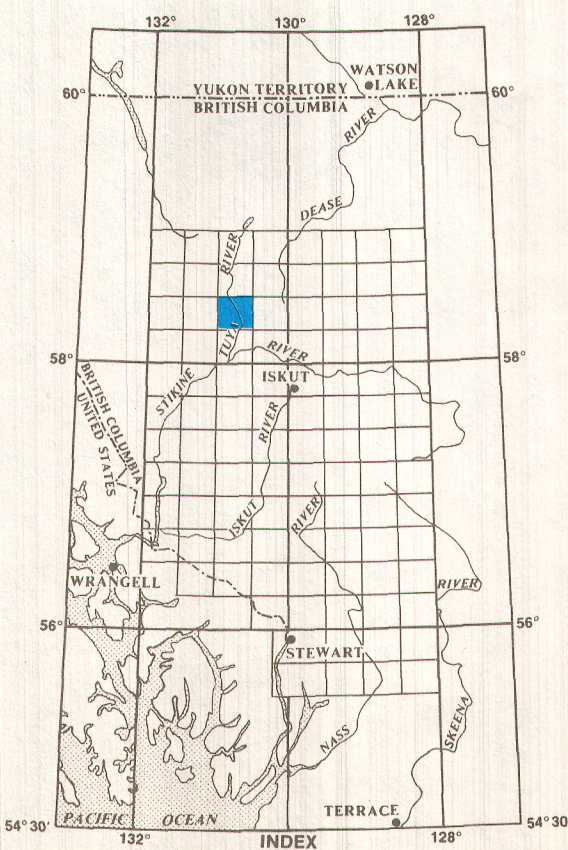 132° 130° 128°
WATSON
LAKE
60° YUKON TERRITORY 60°
BRITISH COLUMBIA
RIVER
DEASE
RIVER
TUYA
58° RIVER 58°
ISKUT
STIKINE
BRITISH COLUMBIA
UNITED STATES
RIVER
ISKUT
RIVER
WRANGELL
RIVER
56° 56°
STEWART
SKEENA
NASS
TERRACE
PACIFIC OCEAN
54° 30' 54° 30'
132° INDEX 128°